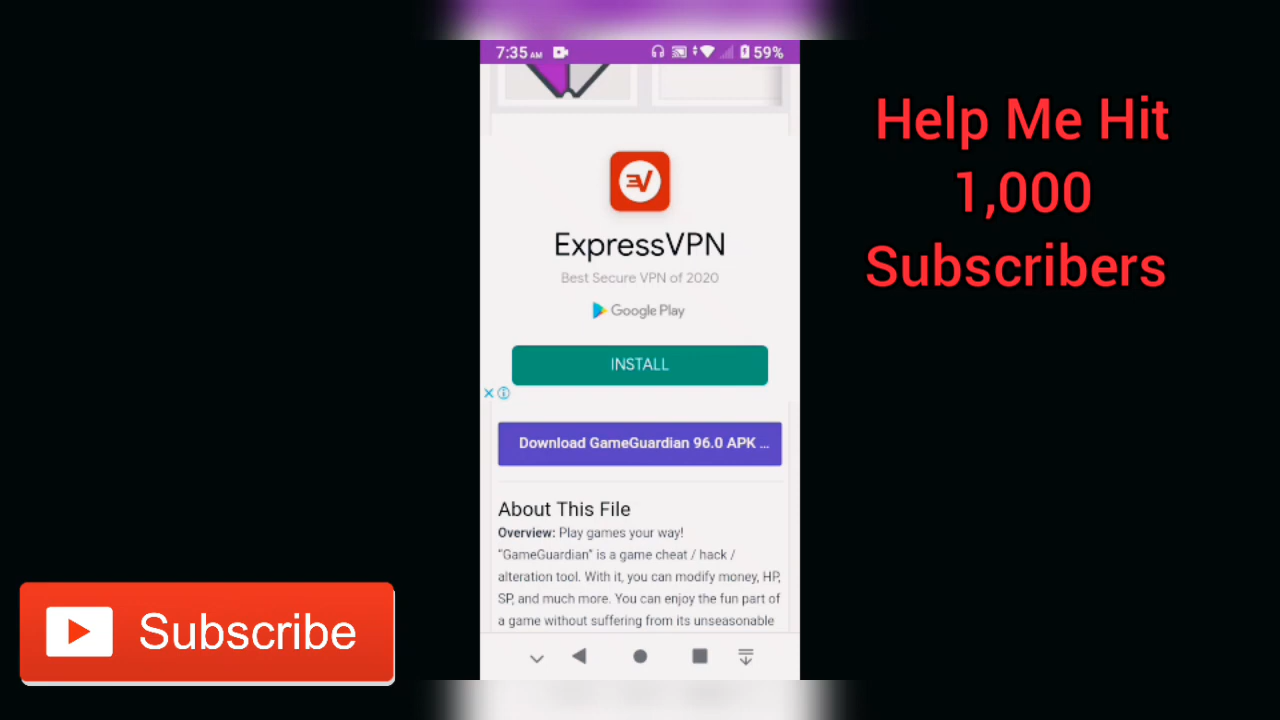 7:35 AM
59%
ExpressVPN
Best Secure VPN of 2020
Google Play
INSTALL
Download GameGuardian 96.0 APK ...
About This File
Overview: Play games your way!
"GameGuardian" is a game cheat / hack /
alteration tool. With it, you can modify money, HP,
SP, and much more. You can enjoy the fun part of
a game without suffering from its unseasonable
Help Me Hit
1,000
Subscribers
Subscribe